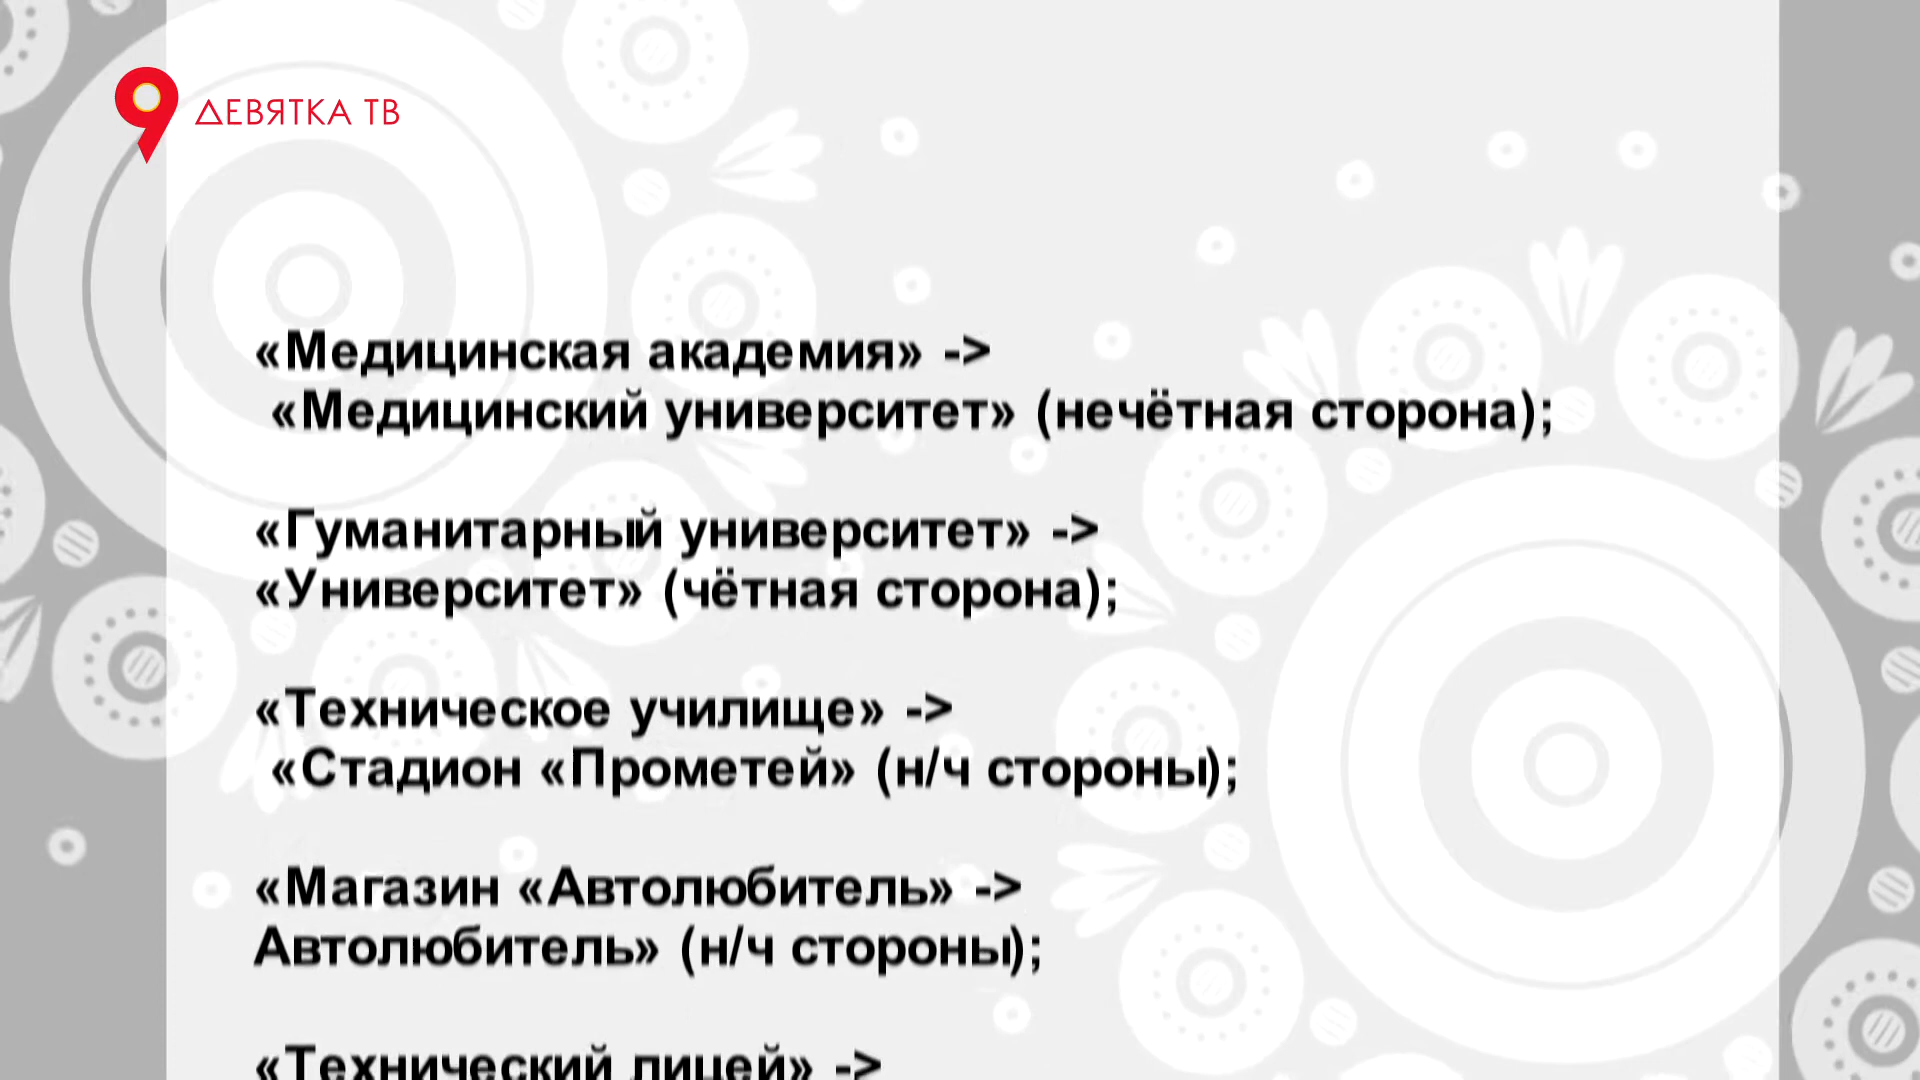 9 ДЕВЯТКА ТВ
«Медицинская академия» ->
«Медицинский университет» (нечётная сторона);
«Гуманитарный университет» ->
«Университет» (чётная сторона);
«Техническое училище» ->
«Стадион «Прометей» (н/ч стороны);
«Магазин «Автолюбитель» ->
Автолюбитель» (н/ч стороны);
«Технический лицей» ->